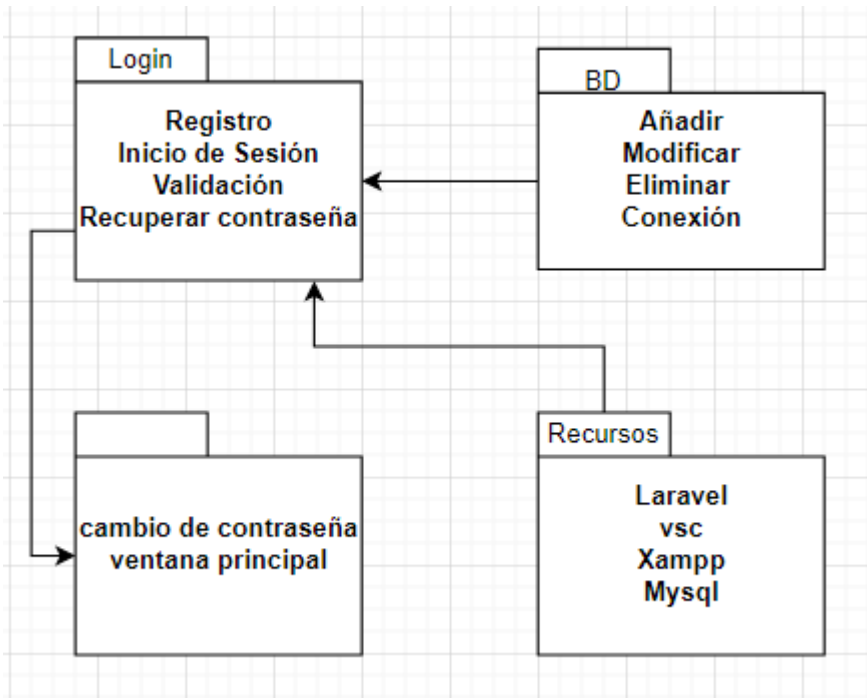 Login
Registro
Inicio de Sesión
Validación
Recuperar contraseña
BD
Añadir
Modificar
Eliminar
Conexión
cambio de contraseña
ventana principal
Recursos
Laravel
vsc
Xampp
Mysql